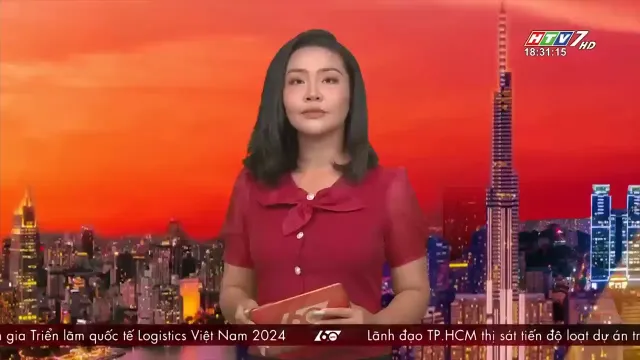 HTV7 HD
18:31:15
gia Triển lãm quốc tế Logistics Việt Nam 2024 60 Lãnh đạo TP.HCM thị sát tiến độ loạt dự án